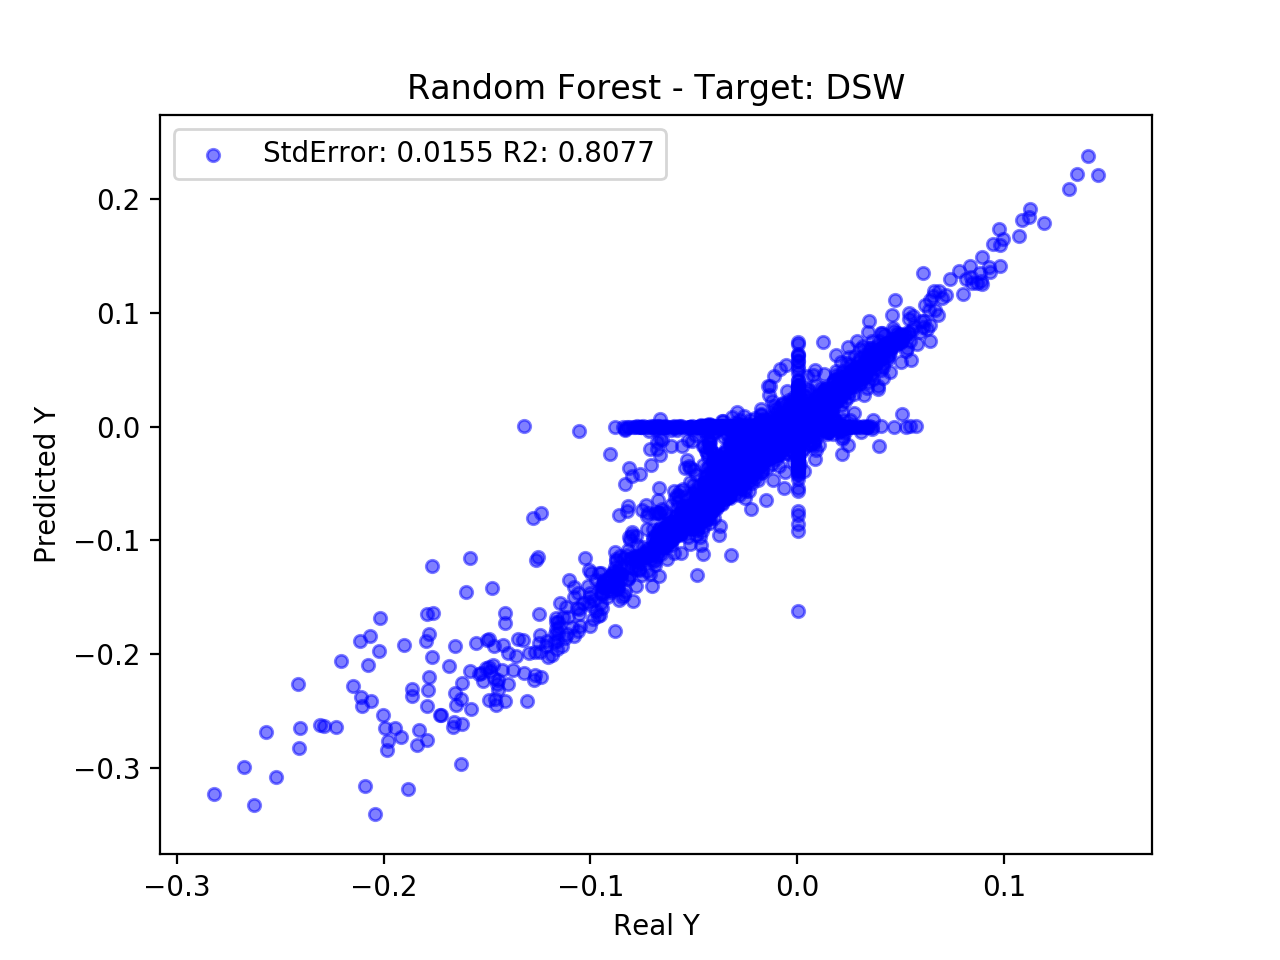 Random Forest - Target: DSW
StdError: 0.0155 R2: 0.8077
0.2
0.1
0.0
−0.1
−0.2
−0.3
Predicted Y
−0.3 −0.2 −0.1 0.0 0.1
Real Y